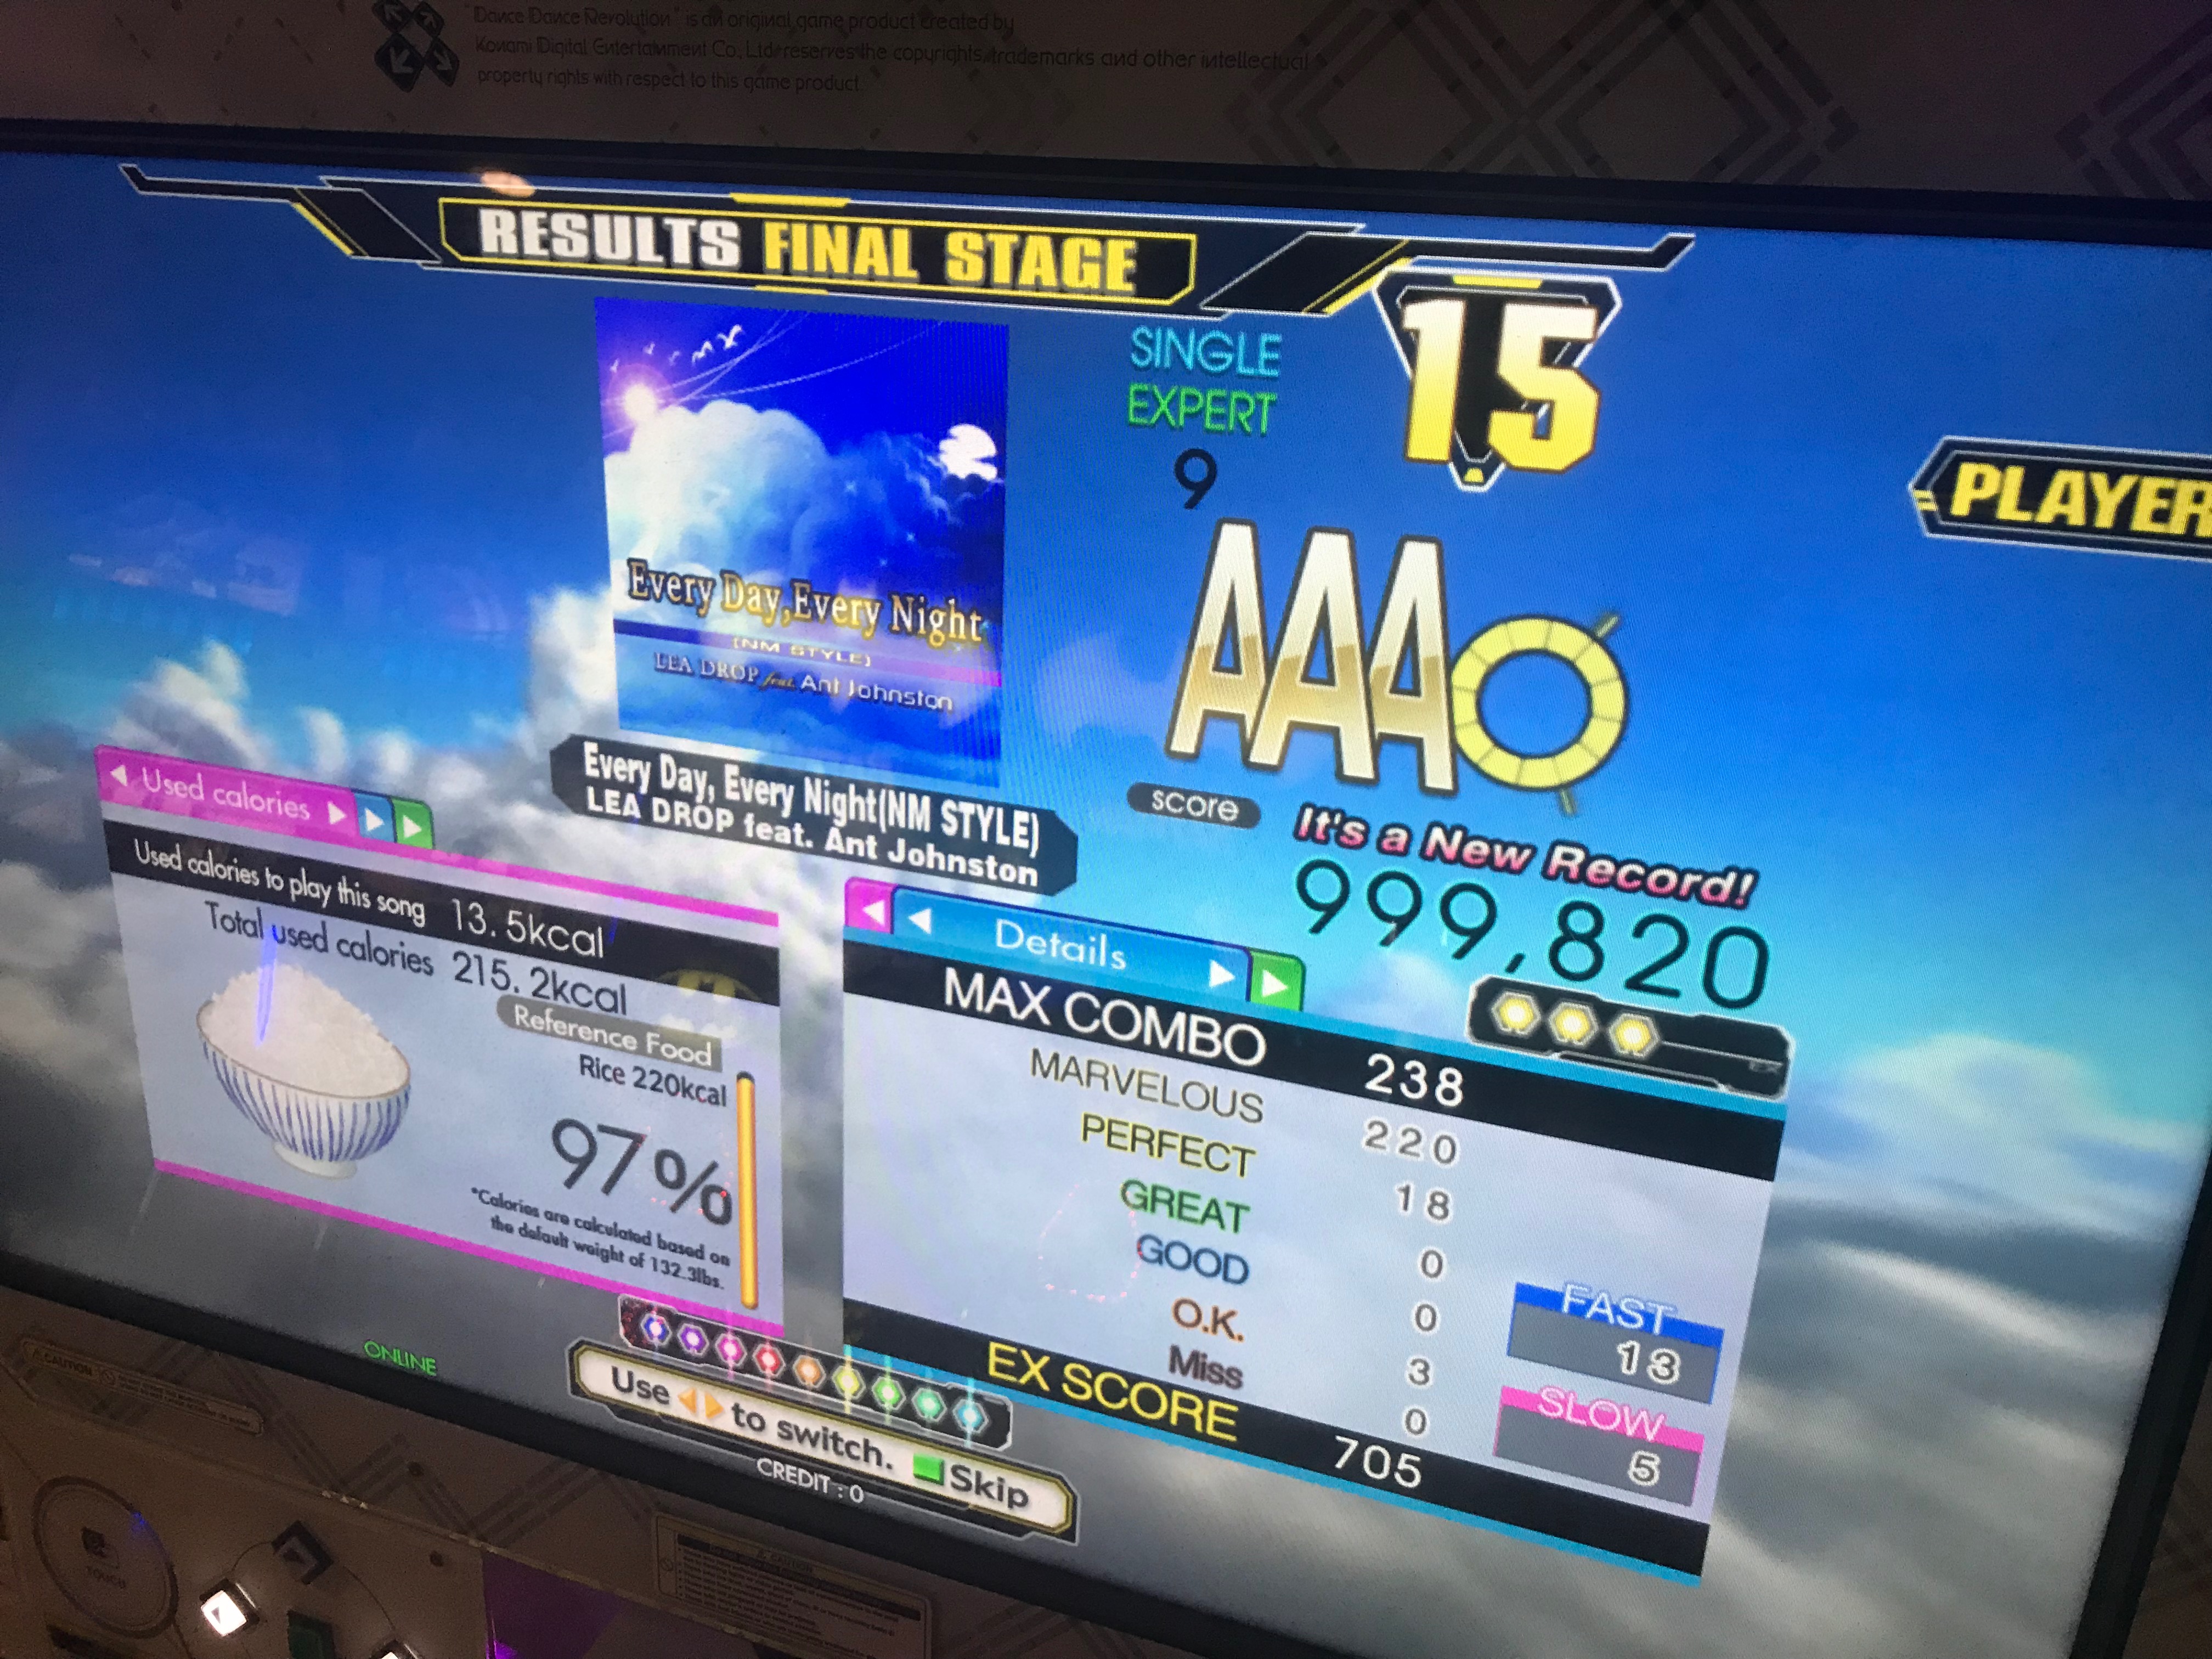 "Dance Dance Revolution" is an original game product created by
Konami Digital Entertainment Co., Ltd. reserves the copyrights, trademarks and other intellectual
property rights with respect to this game product.
RESULTS FINAL STAGE
15
SINGLE
EXPERT
9
PLAYER
AAA
Every Day,Every Night
(NM STYLE)
LEA DROP feat. Ant Johnston
Every Day, Every Night(NM STYLE)
LEA DROP feat. Ant Johnston
score
It's a New Record!
999,820
Used calories
Used calories to play this song 13.5kcal
Total used calories 215.2kcal
Reference Food
Rice 220kcal
97%
*Calories are calculated based on
the default weight of 132.3lbs.
Details
MAX COMBO 238
MARVELOUS 220
PERFECT 18
GREAT 0
GOOD 0
O.K. 3
Miss 0
EX SCORE 705
FAST
13
SLOW
5
ONLINE
Use to switch. Skip
CREDIT : 0
CAUTION
TOUCH
CAUTION